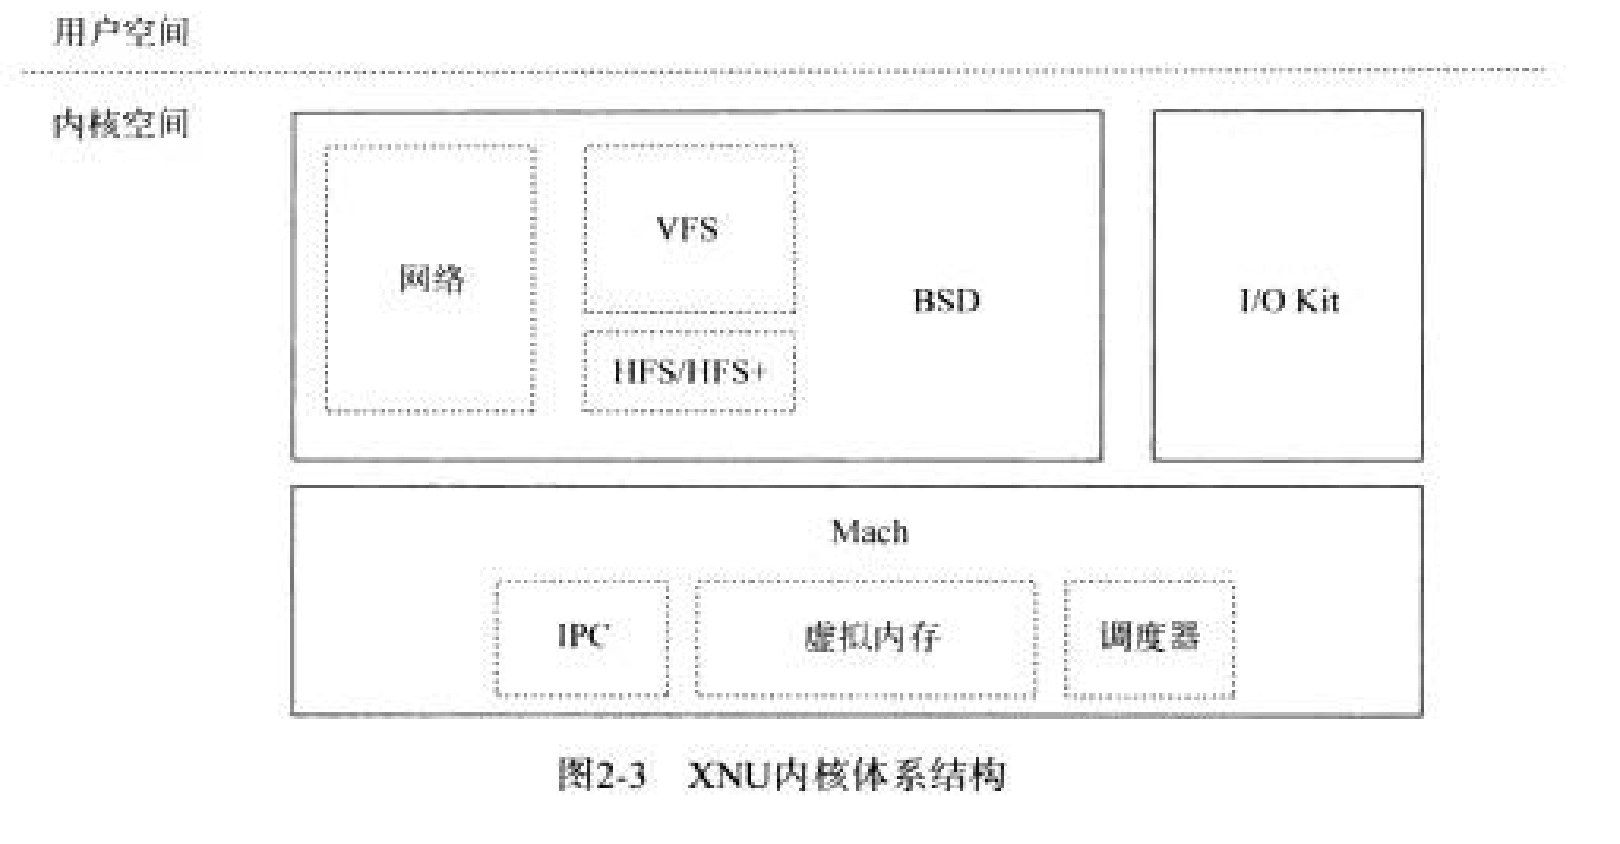 用户空间
内核空间
网络
VFS
HFS/HFS+
BSD
I/O Kit
Mach
IPC
虚拟内存
调度器
图2-3 XNU内核体系结构